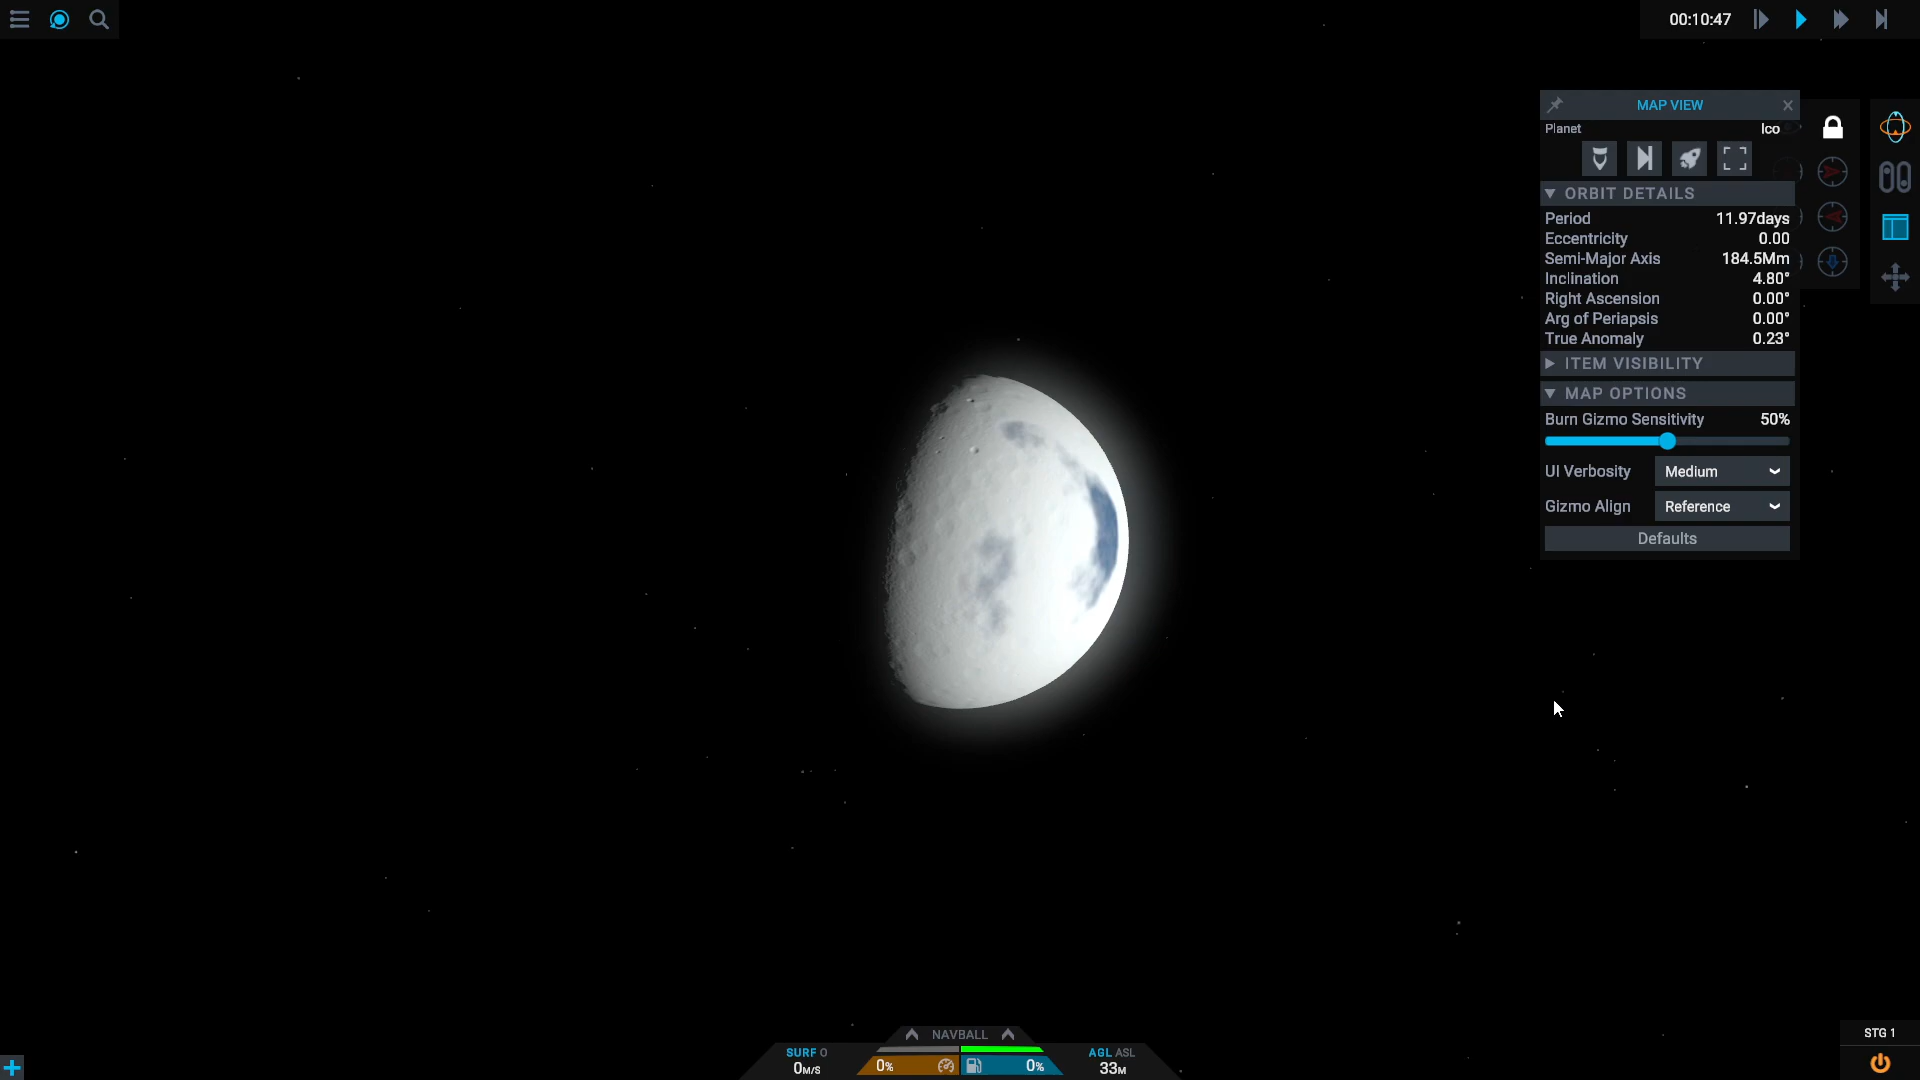 00:10:47
MAP VIEW
Planet Ico
ORBIT DETAILS
Period 11.97days
Eccentricity 0.00
Semi-Major Axis 184.5Mm
Inclination 4.80°
Right Ascension 0.00°
Arg of Periapsis 0.00°
True Anomaly 0.23°
ITEM VISIBILITY
MAP OPTIONS
Burn Gizmo Sensitivity 50%
UI Verbosity Medium
Gizmo Align Reference
Defaults
NAVBALL
STG 1
SURF O AGL ASL
0M/S 0% 0% 33M